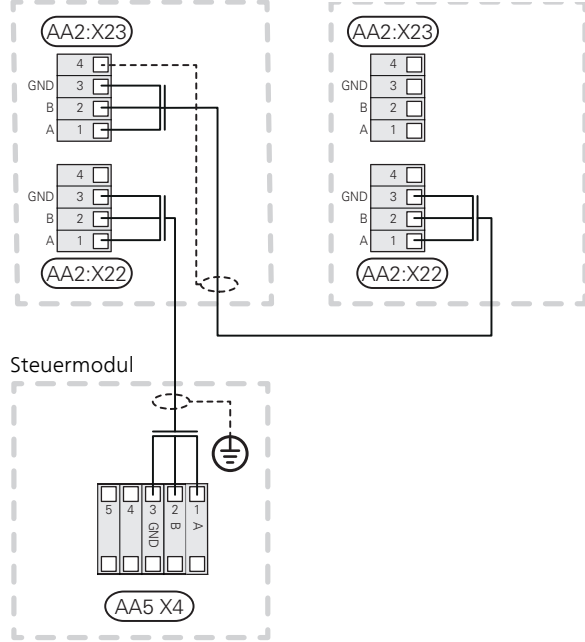 AA2:X23
4
GND 3
B 2
A 1
4
GND 3
B 2
A 1
AA2:X22
AA2:X23
4
GND 3
B 2
A 1
4
GND 3
B 2
A 1
AA2:X22
Steuermodul
5 4 3 2 1
GND B A
AA5 X4